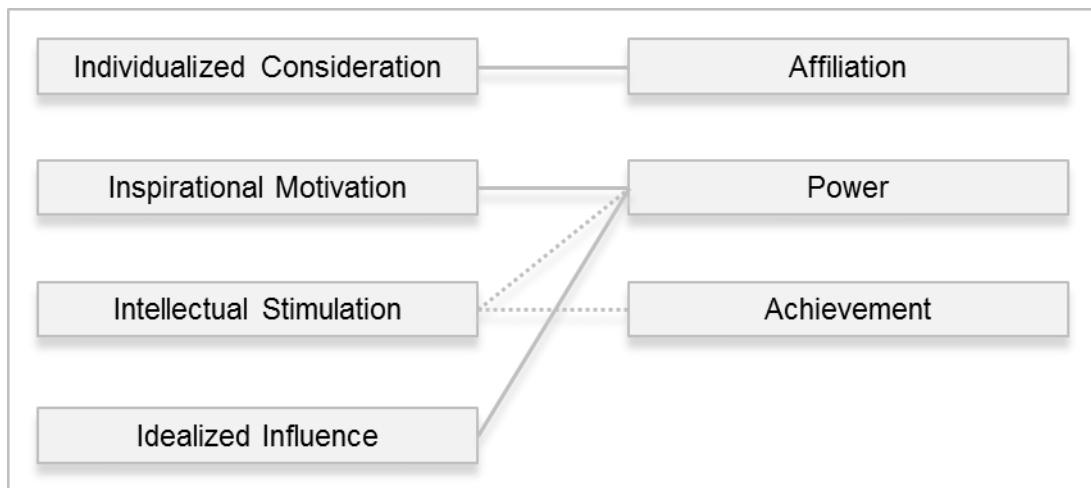 Individualized Consideration
Affiliation
Inspirational Motivation
Power
Intellectual Stimulation
Achievement
Idealized Influence